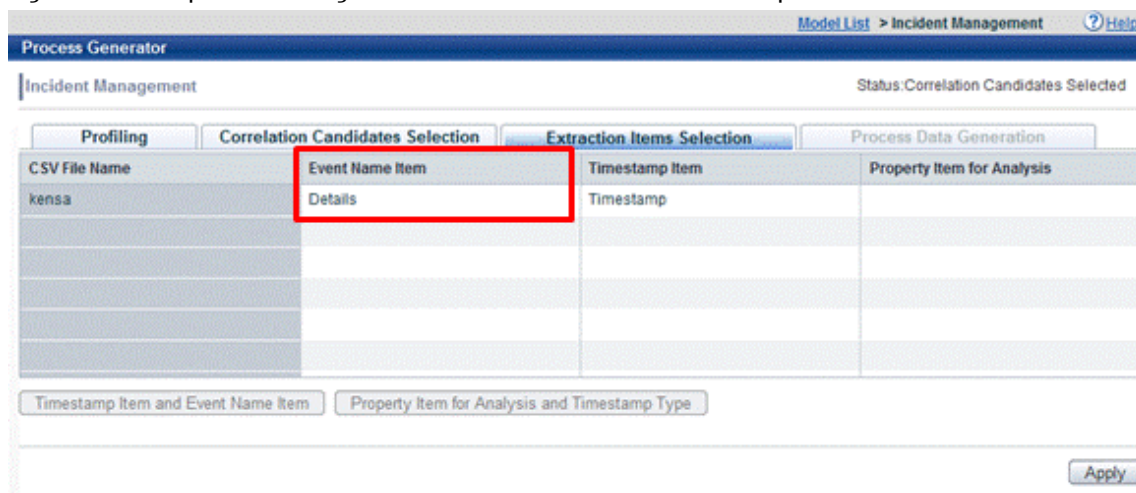 Model List > Incident Management ? Help
Process Generator
Incident Management Status:Correlation Candidates Selected
Profiling Correlation Candidates Selection Extraction Items Selection Process Data Generation
CSV File Name Event Name Item Timestamp Item Property Item for Analysis
kensa Details Timestamp
Timestamp Item and Event Name Item Property Item for Analysis and Timestamp Type
Apply